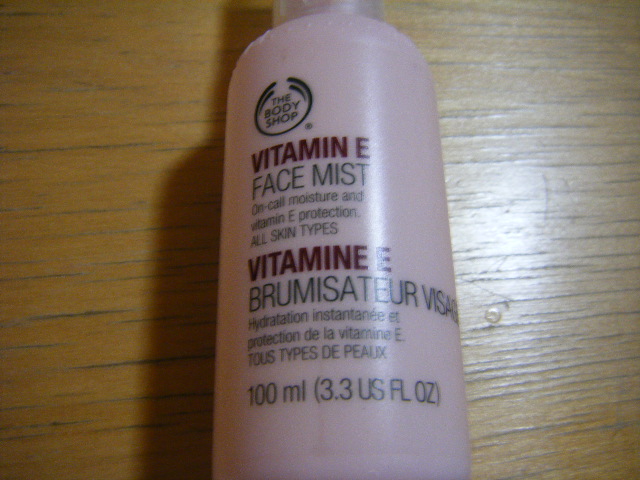 THE
BODY
SHOP
®
VITAMIN E
FACE MIST
On-call moisture and
vitamin E protection.
ALL SKIN TYPES
VITAMINE E
BRUMISATEUR VISAG
Hydratation instantanée et
protection de la vitamine E.
TOUS TYPES DE PEAUX
100 ml (3.3 US FL OZ)